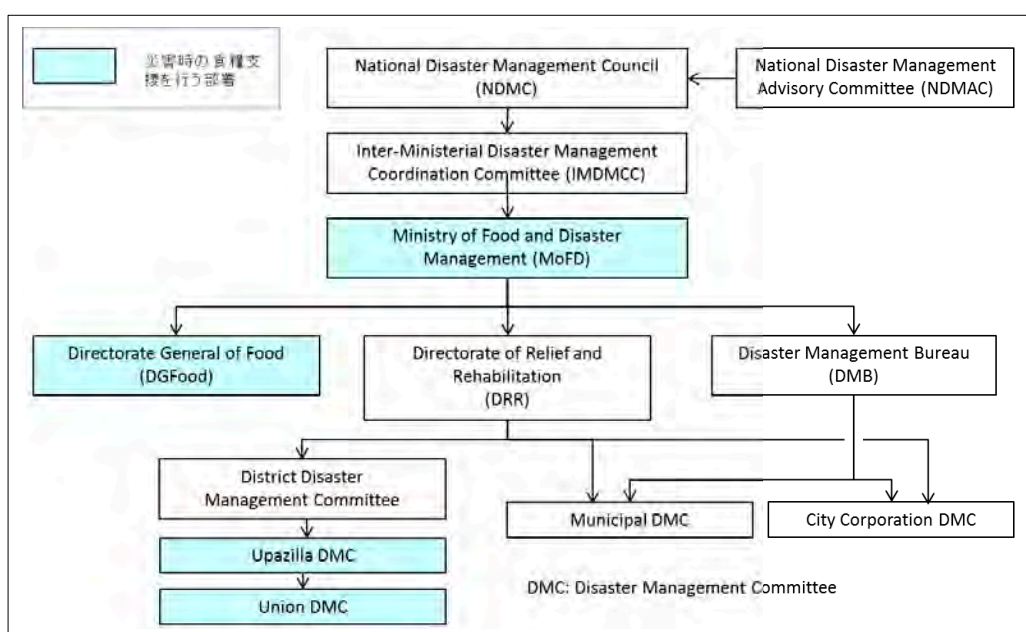 災害時の食糧支
援を行う部署
National Disaster Management Council
(NDMC)
National Disaster Management
Advisory Committee (NDMAC)
Inter-Ministerial Disaster Management
Coordination Committee (IMDMCC)
Ministry of Food and Disaster
Management (MoFD)
Directorate General of Food
(DGFood)
Directorate of Relief and
Rehabilitation
(DRR)
Disaster Management Bureau
(DMB)
District Disaster
Management Committee
Municipal DMC
City Corporation DMC
Upazilla DMC
Union DMC
DMC: Disaster Management Committee